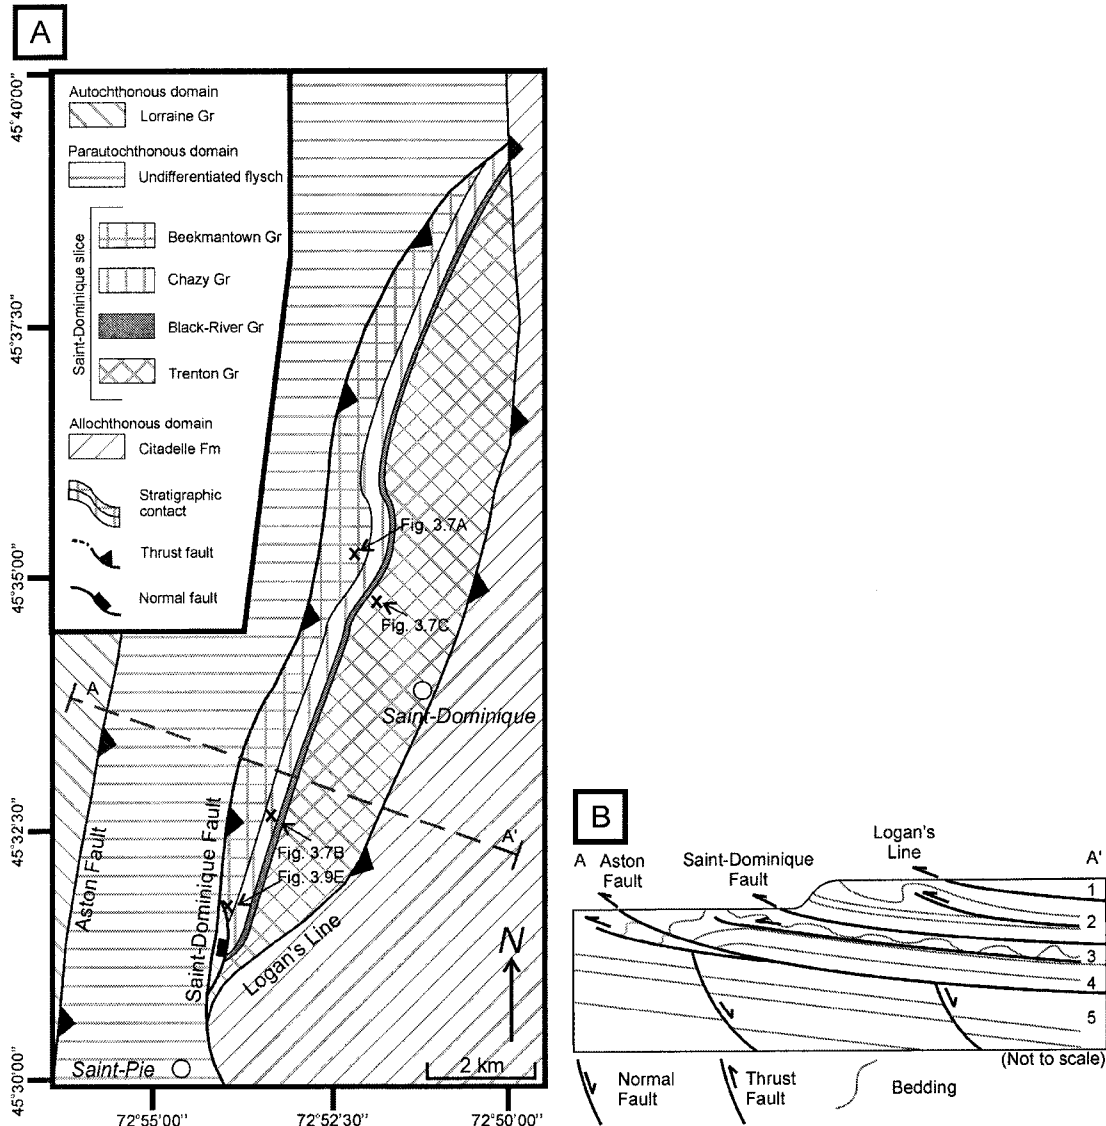 A
45°40'00''
45°37'30''
45°35'00''
45°32'30''
45°30'00''
Autochthonous domain
Lorraine Gr
Parautochthonous domain
Undifferentiated flysch
Saint-Dominique slice
Beekmantown Gr
Chazy Gr
Black-River Gr
Trenton Gr
Allochthonous domain
Citadelle Fm
Stratigraphic
contact
Thrust fault
Normal fault
Fig. 3.7A
Fig. 3.7C
A
Saint-Dominique
A'
Fig. 3.7B
Fig. 3.9E
Aston Fault
Saint-Dominique Fault
Logan's Line
N
Saint-Pie
2 km
72°55'00''
72°52'30''
72°50'00''
B
A
Aston
Fault
Saint-Dominique
Fault
Logan's
Line
A'
1
2
3
4
5
(Not to scale)
Normal
Fault
Thrust
Fault
Bedding